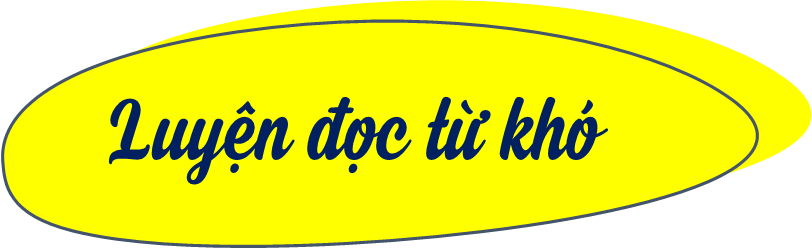 Luyện đọc từ khó